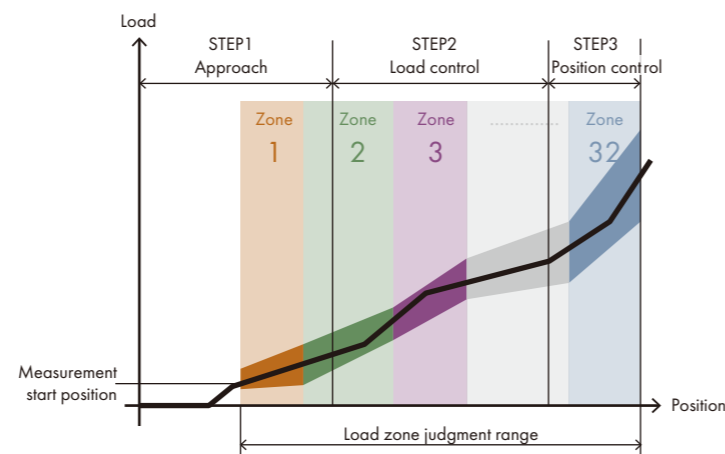 Load
STEP1
Approach
STEP2
Load control
STEP3
Position control
Zone
1
Zone
2
Zone
3
Zone
32
Measurement
start position
Position
Load zone judgment range